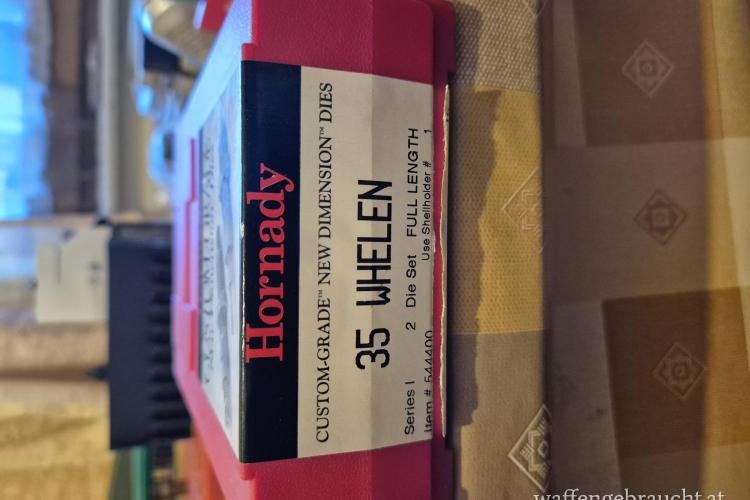 Hornady
CUSTOM-GRADE™ NEW DIMENSION™ DIES
35 WHELEN
Series I 2 Die Set FULL LENGTH
Item # 544400 Use Shellholder # 1
waffengebraucht.at